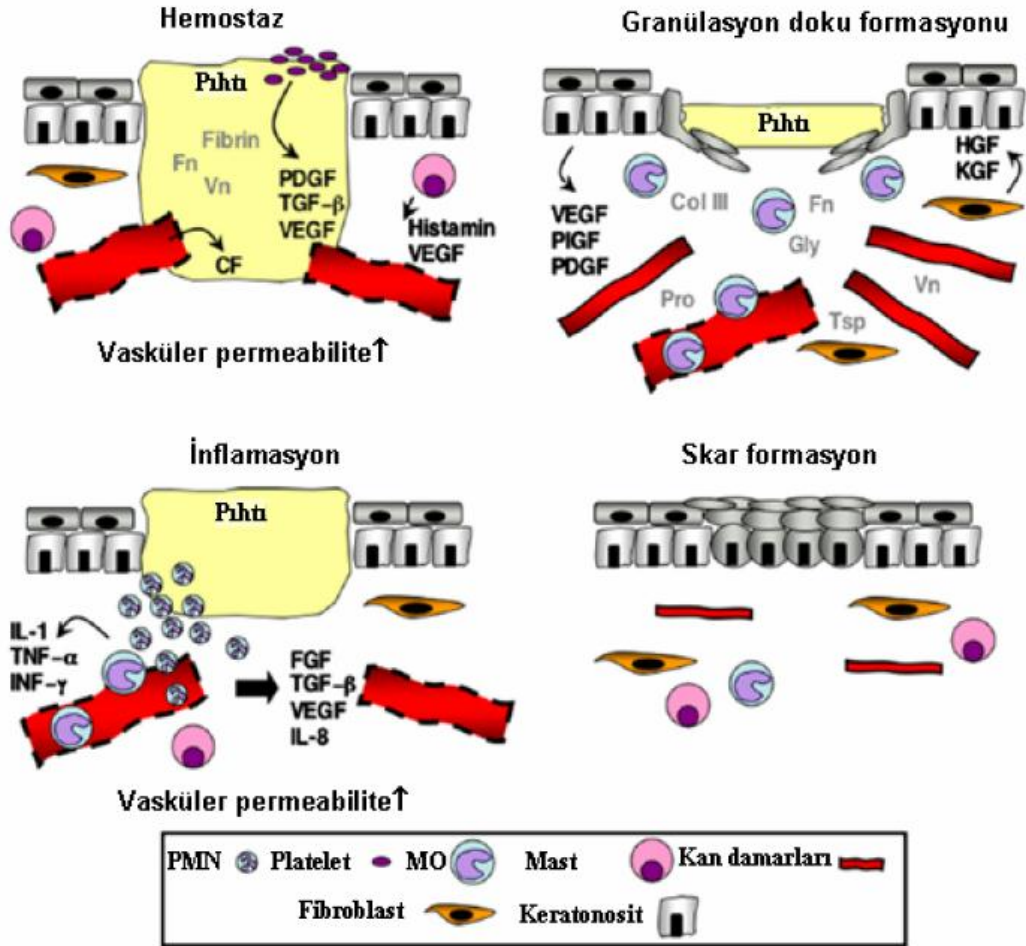 Hemostaz
Pıhtı
Fibrin
Fn
Vn
PDGF
TGF-β
VEGF
CF
Histamin
VEGF
Vasküler permeabilite↑
Granülasyon doku formasyonu
Pıhtı
HGF
KGF
VEGF
PIGF
PDGF
Col III
Fn
Gly
Pro
Vn
Tsp
İnflamasyon
Pıhtı
IL-1
TNF-α
INF-γ
FGF
TGF-β
VEGF
IL-8
Vasküler permeabilite↑
Skar formasyon
PMN Platelet MO Mast Kan damarları
Fibroblast Keratonosit